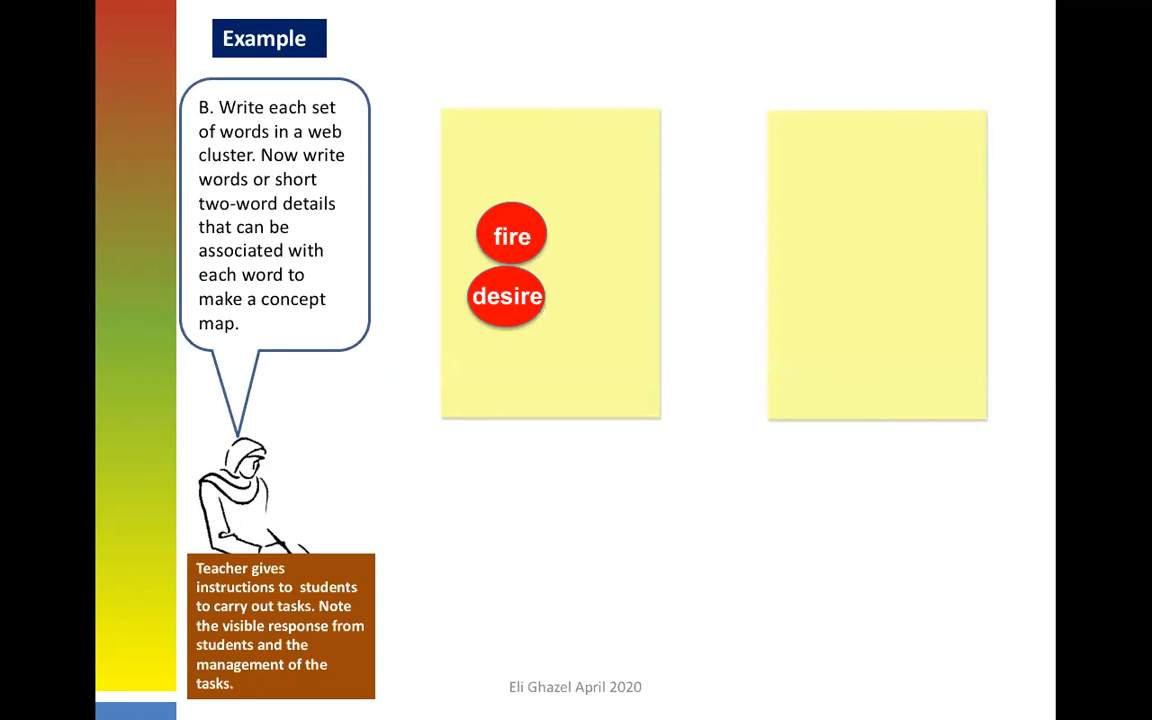 Example
B. Write each set
of words in a web
cluster. Now write
words or short
two-word details
that can be
associated with
each word to
make a concept
map.
fire
desire
Teacher gives
instructions to  students
to carry out tasks. Note
the visible response from
students and the
management of the
tasks.
Eli Ghazel April 2020